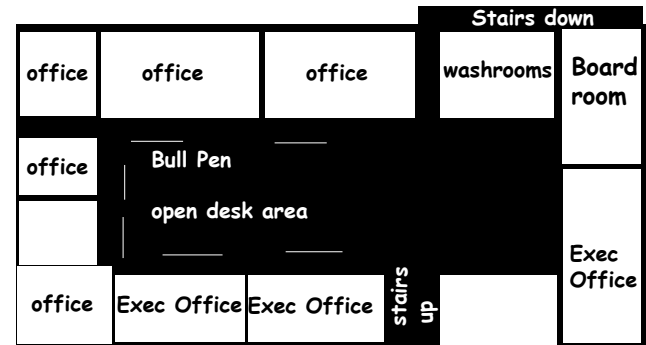 Stairs down
office
office
office
washrooms
Board
room
office
Bull Pen
open desk area
Exec
Office
office
Exec Office
Exec Office
stairs
up